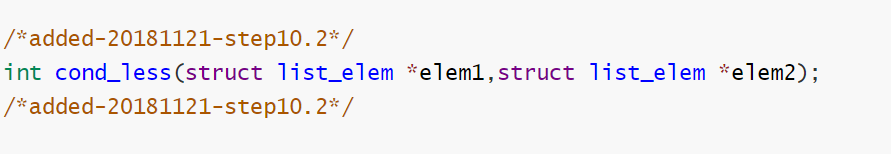 /*added-20181121-step10.2*/
int cond_less(struct list_elem *elem1,struct list_elem *elem2);
/*added-20181121-step10.2*/